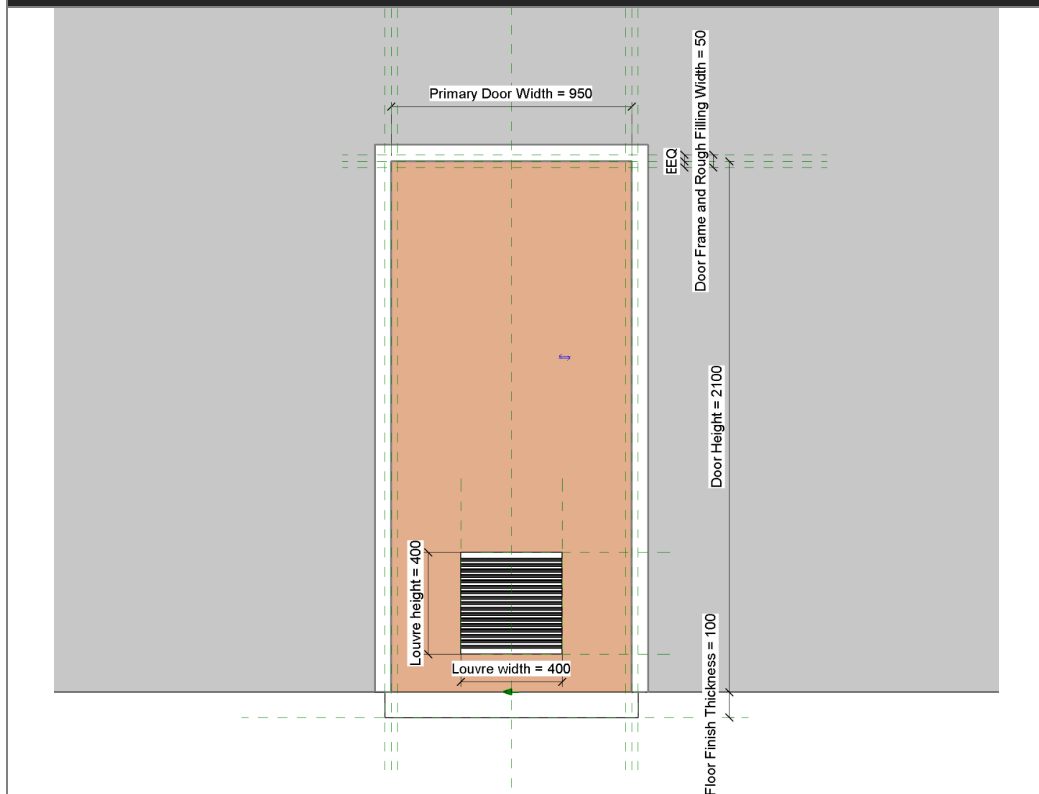 Primary Door Width = 950
Door Frame and Rough Filling Width = 50
EEQ
Door Height = 2100
Louvre height = 400
Louvre width = 400
Floor Finish Thickness = 100